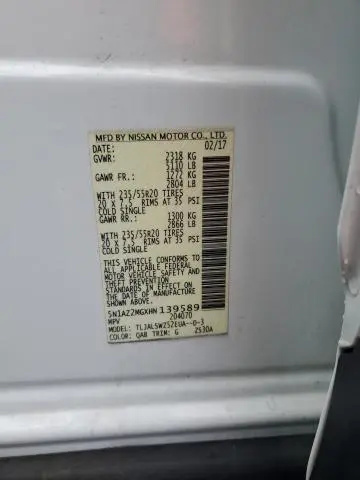 MFD BY NISSAN MOTOR CO., LTD.
DATE: 02/17
GVWR: 2318 KG
5110 LB
GAWR FR.: 1272 KG
2804 LB
WITH 235/55R20 TIRES
20 X 7.5 RIMS AT 35 PSI
COLD SINGLE
GAWR RR.: 1300 KG
2866 LB
WITH 235/55R20 TIRES
20 X 7.5 RIMS AT 35 PSI
COLD SINGLE
THIS VEHICLE CONFORMS TO ALL
APPLICABLE U.S. FEDERAL MOTOR
VEHICLE SAFETY, BUMPER, AND
THEFT PREVENTION STANDARDS
IN EFFECT ON THE DATE OF
MANUFACTURE SHOWN ABOVE.
5N1AZ2MGXHN139589
MPV 204070
MODEL: TLJALSWZ52EUA--D-3
COLOR: QAB TRIM: G Z530A